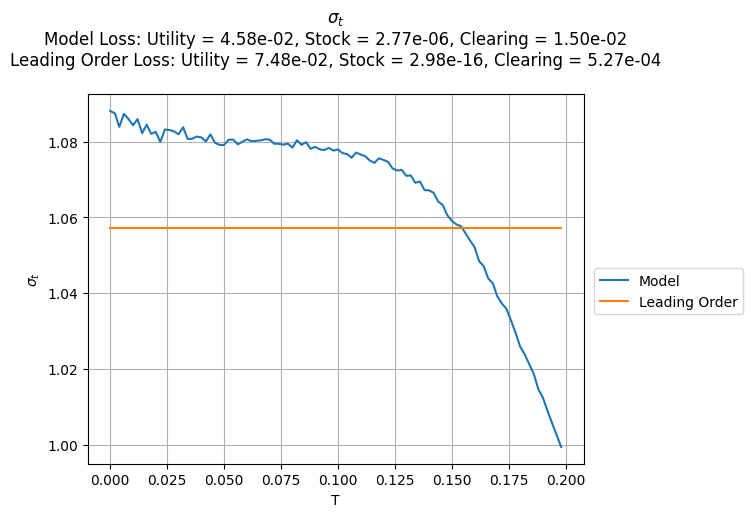 σ_t
Model Loss: Utility = 4.58e-02, Stock = 2.77e-06, Clearing = 1.50e-02
Leading Order Loss: Utility = 7.48e-02, Stock = 2.98e-16, Clearing = 5.27e-04
1.08
1.06
1.04
1.02
1.00
σ_t
0.000 0.025 0.050 0.075 0.100 0.125 0.150 0.175 0.200
T
Model
Leading Order